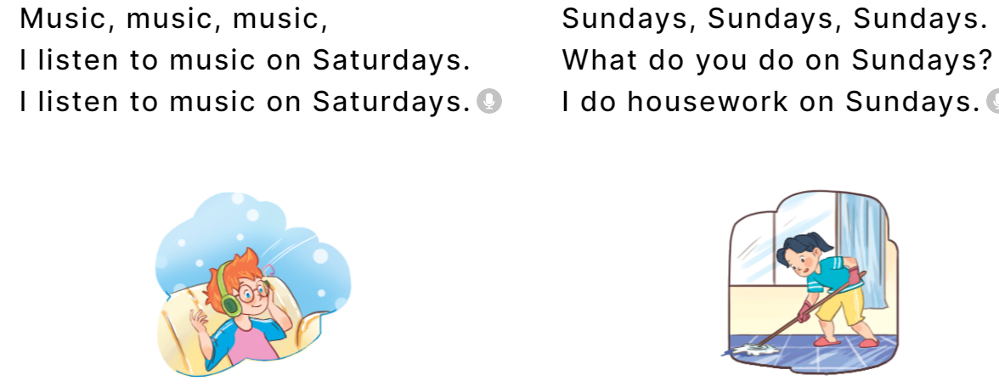 Music, music, music,
I listen to music on Saturdays.
I listen to music on Saturdays.
Sundays, Sundays, Sundays.
What do you do on Sundays?
I do housework on Sundays.